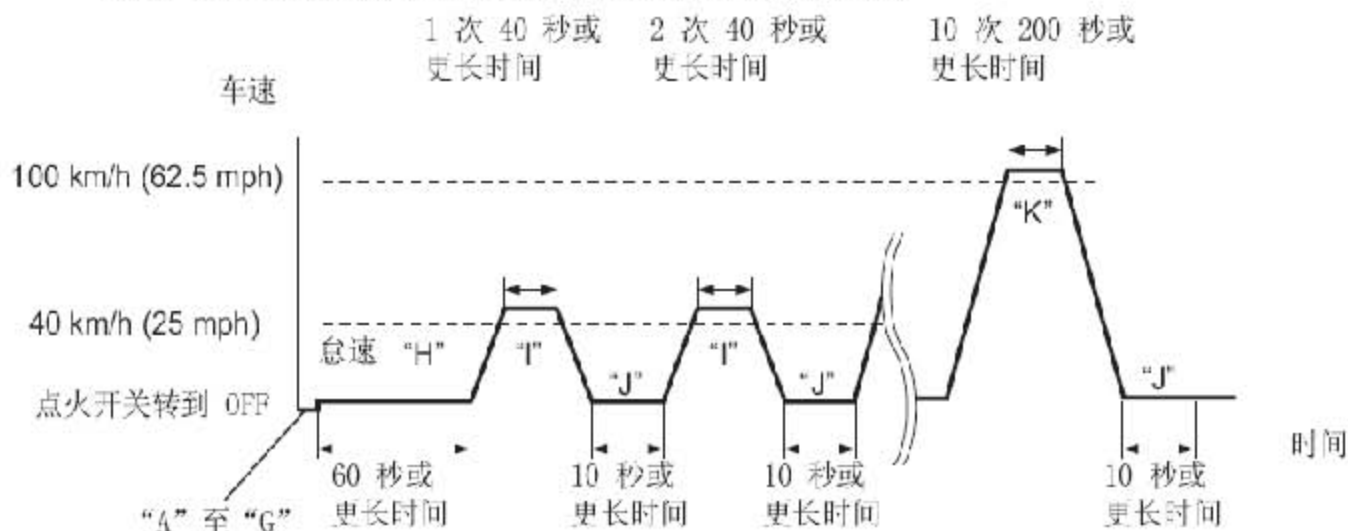 1 次 40 秒或
更长时间
2 次 40 秒或
更长时间
10 次 200 秒或
更长时间
车速
100 km/h (62.5 mph)
“K”
40 km/h (25 mph)
怠速 “H”
“I”
“J”
“I”
“J”
“J”
点火开关转到 OFF
时间
60 秒或
更长时间
10 秒或
更长时间
10 秒或
更长时间
10 秒或
更长时间
“A” 至 “G”